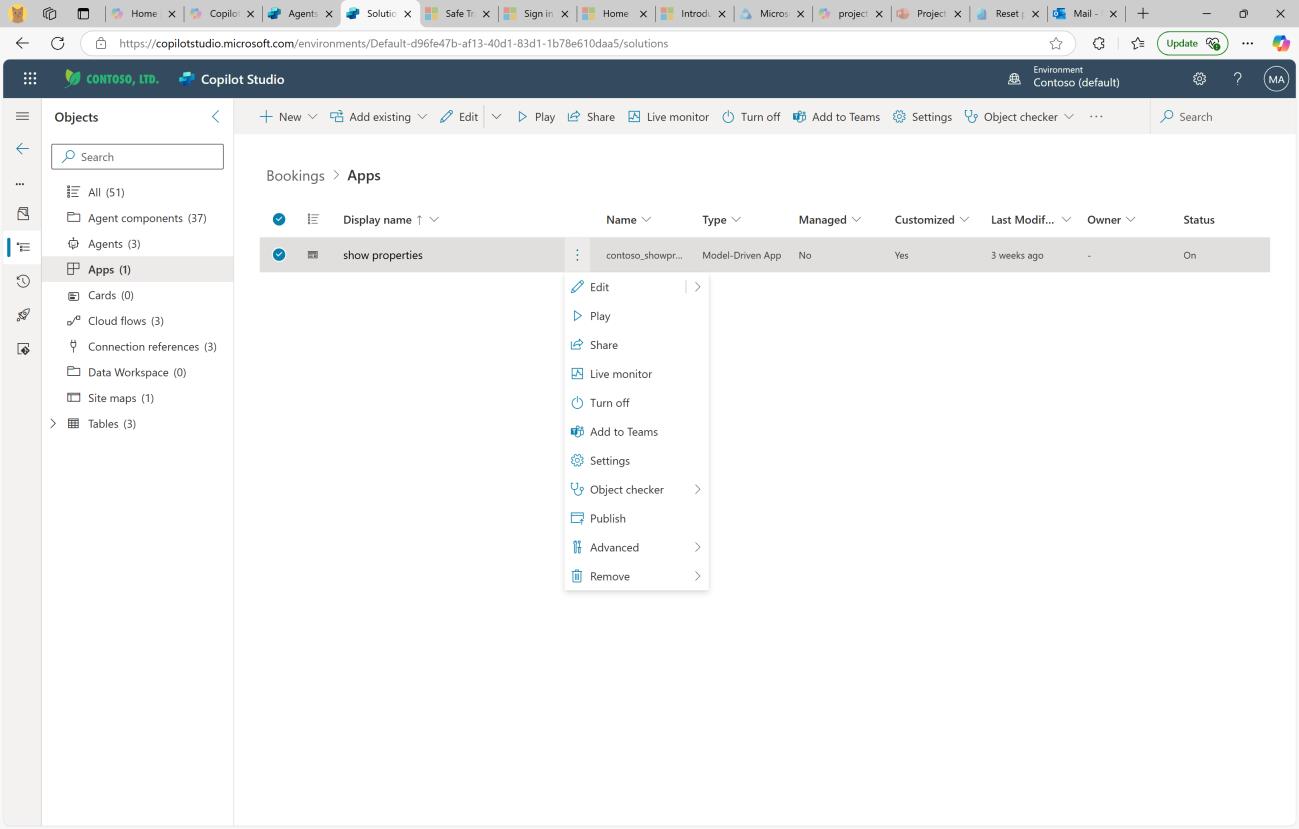 Home
Copilot
Agents
Solutio
Safe Tr
Sign in
Home
Introdu
Micros
project
Project
Reset p
Mail -
https://copilotstudio.microsoft.com/environments/Default-d96fe47b-af13-40d1-83d1-1b78e610daa5/solutions
Update
CONTOSO, LTD.
Copilot Studio
Environment
Contoso (default)
MA
Objects
New
Add existing
Edit
Play
Share
Live monitor
Turn off
Add to Teams
Settings
Object checker
Search
Search
All (51)
Agent components (37)
Agents (3)
Apps (1)
Cards (0)
Cloud flows (3)
Connection references (3)
Data Workspace (0)
Site maps (1)
Tables (3)
Bookings > Apps
Display name ↑ Name Type Managed Customized Last Modif... Owner Status
show properties contoso_showpr... Model-Driven App No Yes 3 weeks ago - On
Edit
Play
Share
Live monitor
Turn off
Add to Teams
Settings
Object checker
Publish
Advanced
Remove